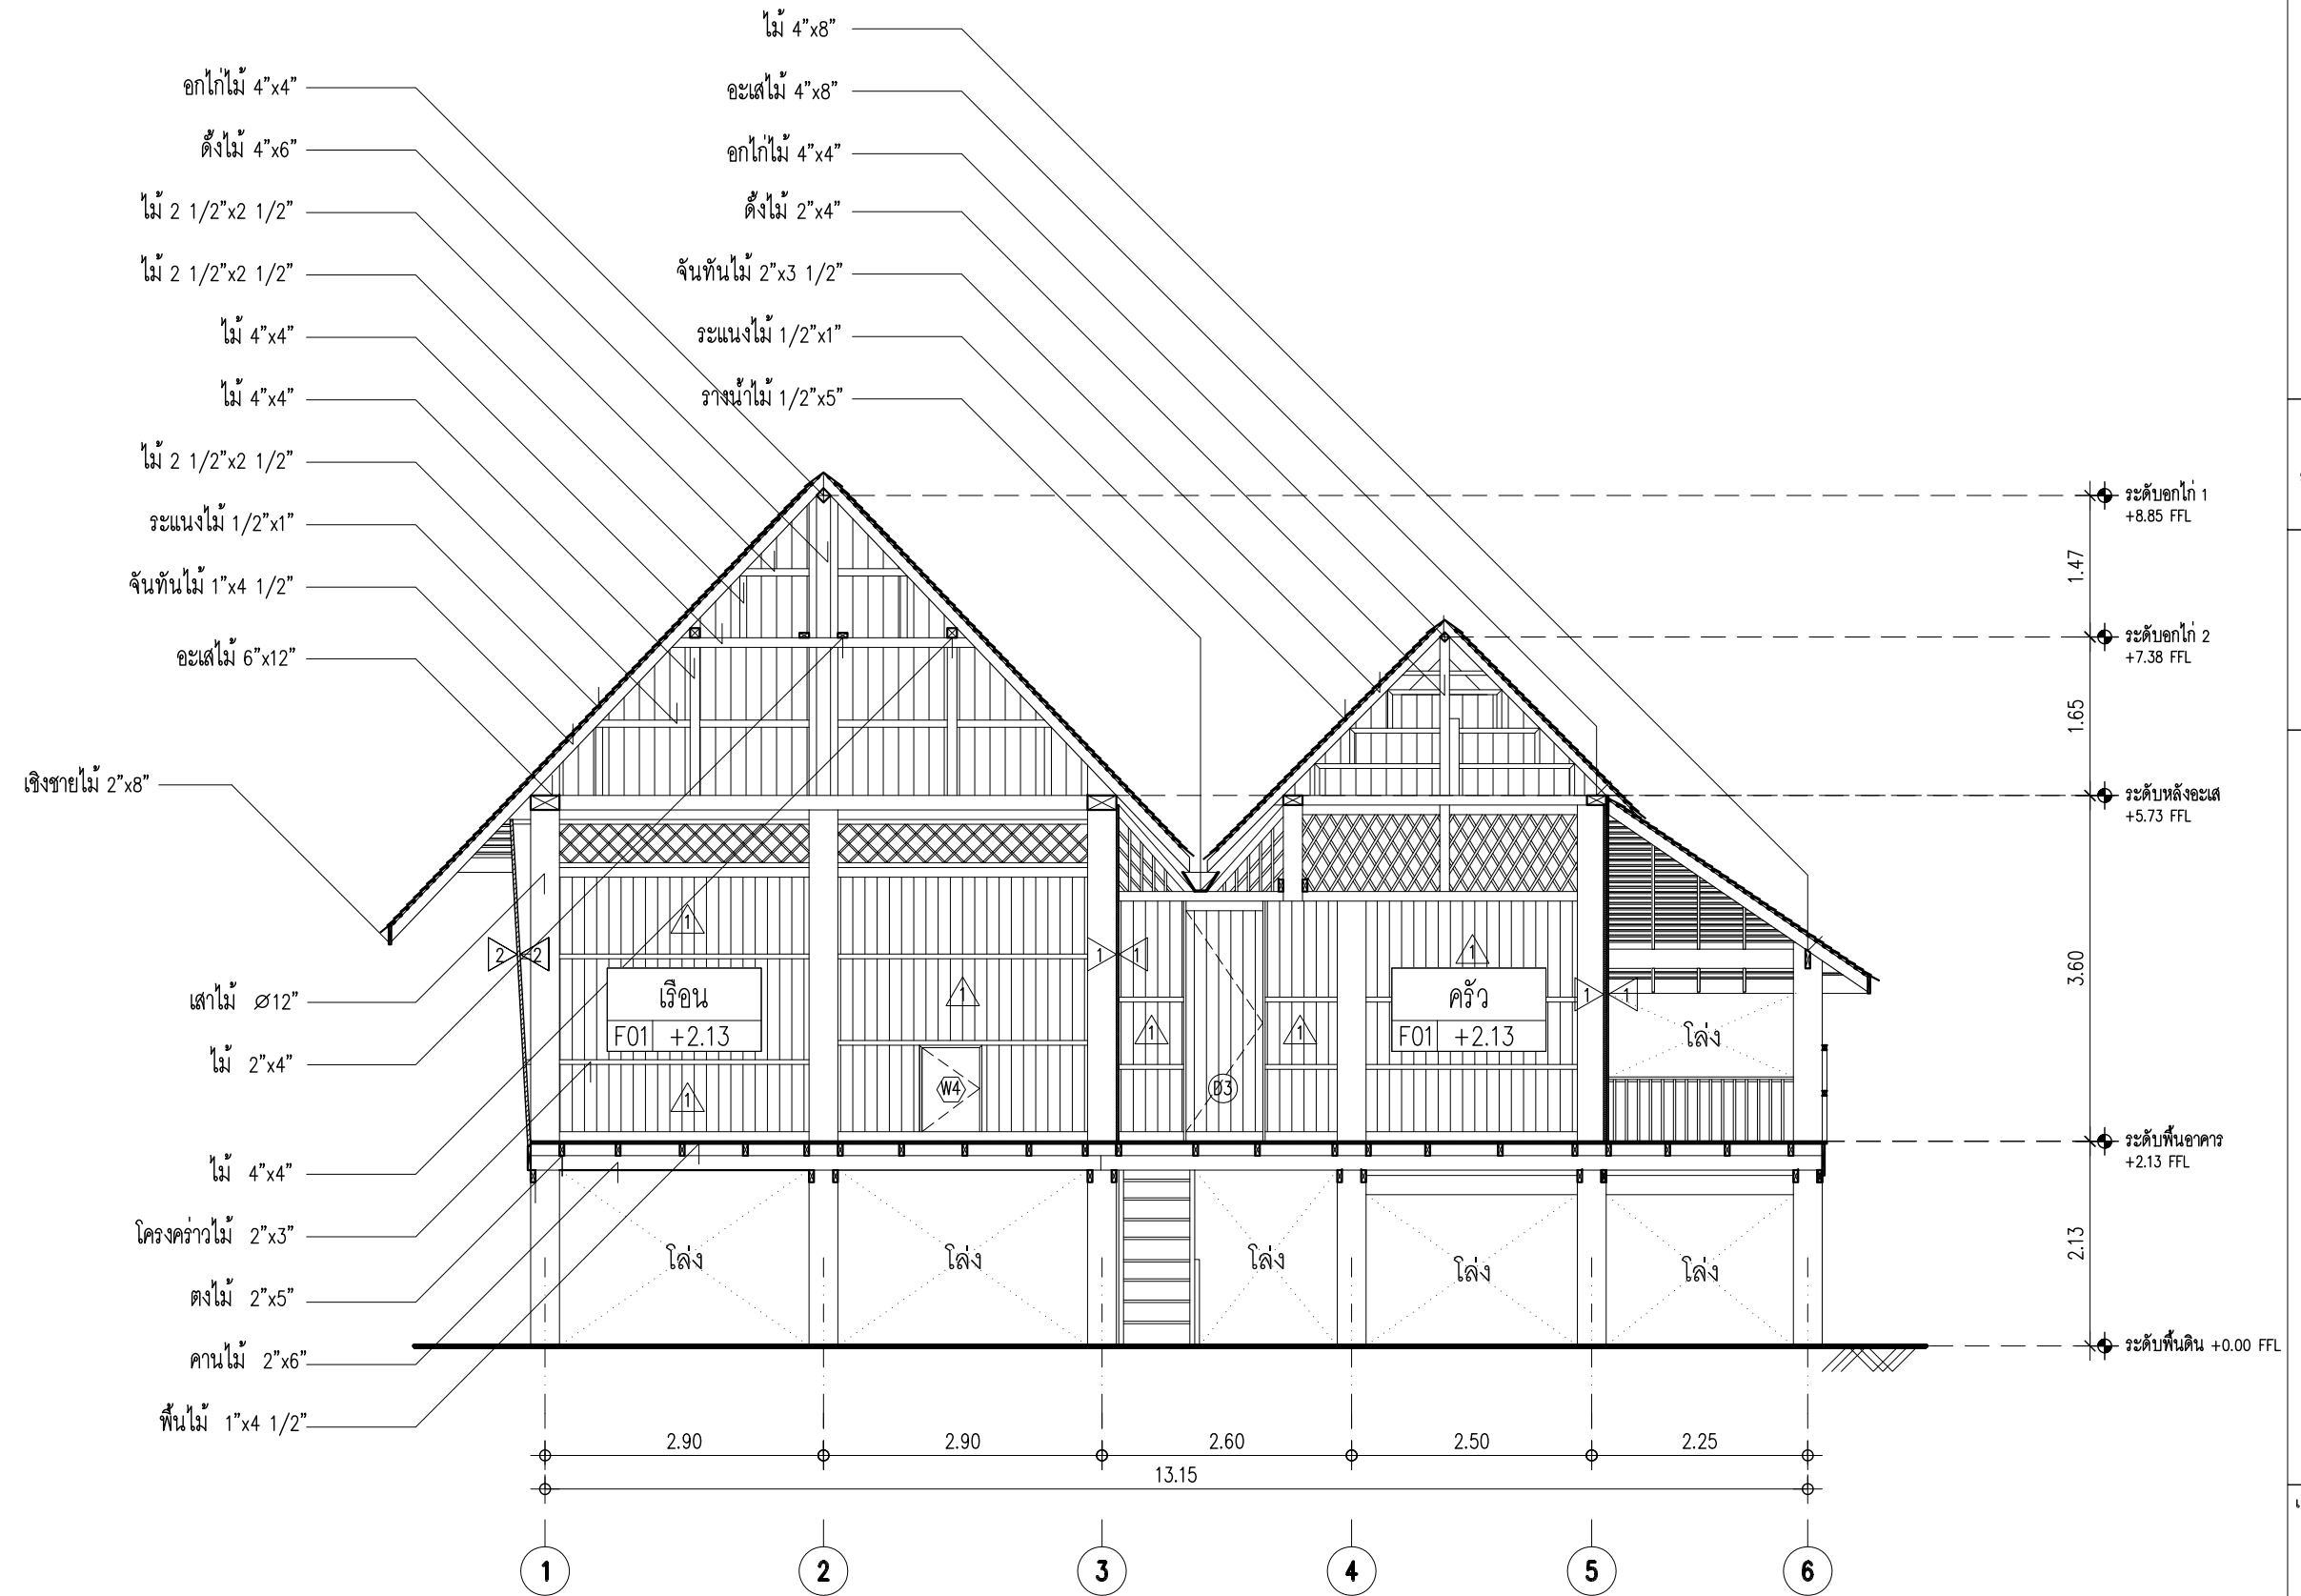 ไม้ 4"x8"
อะเสไม้ 4"x8"
อกไก่ไม้ 4"x4"
ดั้งไม้ 2"x4"
จันทันไม้ 2"x3 1/2"
ระแนงไม้ 1/2"x1"
รางน้ำไม้ 1/2"x5"
อกไก่ไม้ 4"x4"
ดั้งไม้ 4"x6"
ไม้ 2 1/2"x2 1/2"
ไม้ 2 1/2"x2 1/2"
ไม้ 4"x4"
ไม้ 4"x4"
ไม้ 2 1/2"x2 1/2"
ระแนงไม้ 1/2"x1"
จันทันไม้ 1"x4 1/2"
อะเสไม้ 6"x12"
เชิงชายไม้ 2"x8"
เสาไม้ Ø12"
ไม้ 2"x4"
ไม้ 4"x4"
โครงคร่าวไม้ 2"x3"
ตงไม้ 2"x5"
คานไม้ 2"x6"
พื้นไม้ 1"x4 1/2"
ระดับอกไก่ 1
+8.85 FFL
1.47
ระดับอกไก่ 2
+7.38 FFL
1.65
ระดับหลังอะเส
+5.73 FFL
3.60
ระดับพื้นอาคาร
+2.13 FFL
2.13
ระดับพื้นดิน +0.00 FFL
1
1
1
2 2
1 1
1 1
เรือน
F01 +2.13
ครัว
F01 +2.13
1
1
โล่ง
W4
D3
1
โล่ง
โล่ง
โล่ง
โล่ง
โล่ง
2.90
2.90
2.60
2.50
2.25
13.15
1
2
3
4
5
6